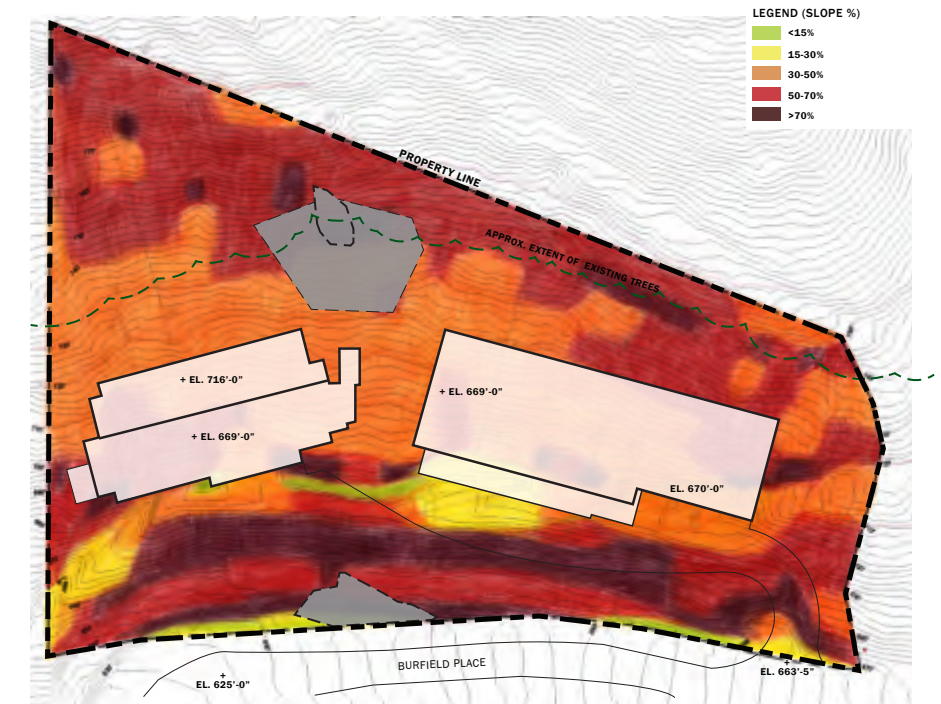 LEGEND (SLOPE %)
<15%
15-30%
30-50%
50-70%
>70%
PROPERTY LINE
APPROX. EXTENT OF EXISTING TREES
+ EL. 716'-0"
+ EL. 669'-0"
+ EL. 669'-0"
EL. 670'-0"
BURFIELD PLACE
+
EL. 625'-0"
+
EL. 663'-5"